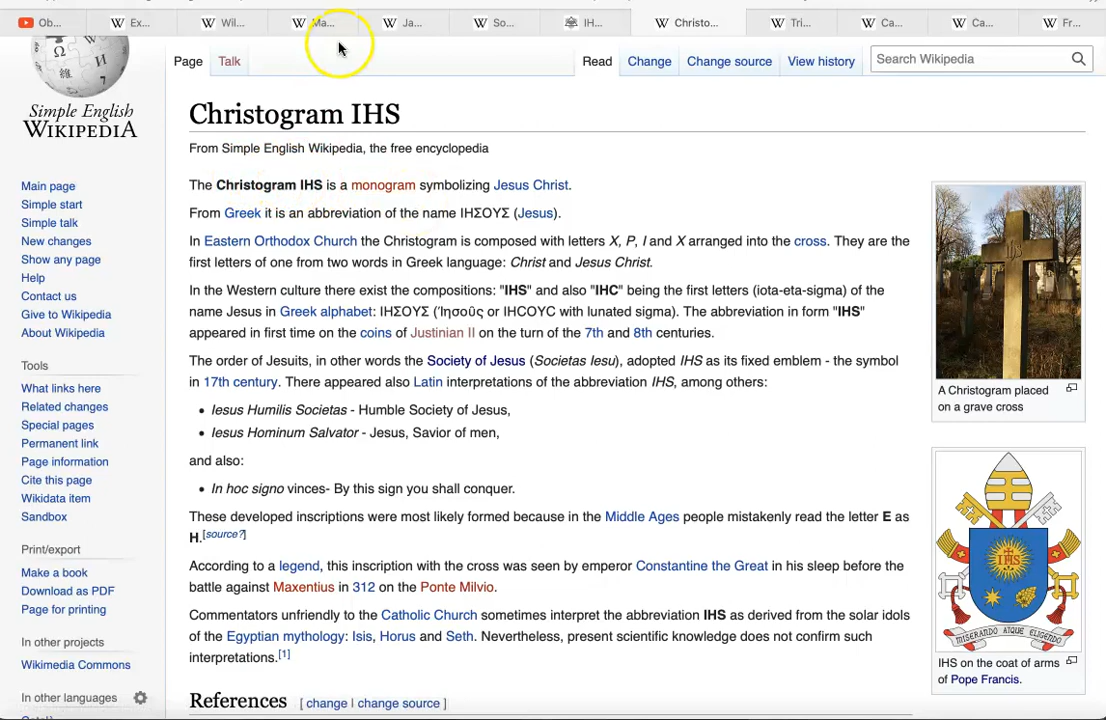 Ob...
Ex...
Wil...
Ma...
Ja...
So...
IH...
Christo...
Tri...
Ca...
Ca...
Fr...
Simple English
WIKIPEDIA
Page Talk
Read Change Change source View history
Search Wikipedia
Christogram IHS
From Simple English Wikipedia, the free encyclopedia
The Christogram IHS is a monogram symbolizing Jesus Christ.
From Greek it is an abbreviation of the name ΙΗΣΟΥΣ (Jesus).
In Eastern Orthodox Church the Christogram is composed with letters X, P, I and X arranged into the cross. They are the
first letters of one from two words in Greek language: Christ and Jesus Christ.
In the Western culture there exist the compositions: "IHS" and also "IHC" being the first letters (iota-eta-sigma) of the
name Jesus in Greek alphabet: ΙΗΣΟΥΣ (Ἰησοῦς or IHCOYC with lunated sigma). The abbreviation in form "IHS"
appeared in first time on the coins of Justinian II on the turn of the 7th and 8th centuries.
The order of Jesuits, in other words the Society of Jesus (Societas Iesu), adopted IHS as its fixed emblem - the symbol
in 17th century. There appeared also Latin interpretations of the abbreviation IHS, among others:
• Iesus Humilis Societas - Humble Society of Jesus,
• Iesus Hominum Salvator - Jesus, Savior of men,
and also:
• In hoc signo vinces- By this sign you shall conquer.
These developed inscriptions were most likely formed because in the Middle Ages people mistakenly read the letter E as
H.[source?]
According to a legend, this inscription with the cross was seen by emperor Constantine the Great in his sleep before the
battle against Maxentius in 312 on the Ponte Milvio.
Commentators unfriendly to the Catholic Church sometimes interpret the abbreviation IHS as derived from the solar idols
of the Egyptian mythology: Isis, Horus and Seth. Nevertheless, present scientific knowledge does not confirm such
interpretations.[1]
References [ change | change source ]
Main page
Simple start
Simple talk
New changes
Show any page
Help
Contact us
Give to Wikipedia
About Wikipedia
Tools
What links here
Related changes
Special pages
Permanent link
Page information
Cite this page
Wikidata item
Sandbox
Print/export
Make a book
Download as PDF
Page for printing
In other projects
Wikimedia Commons
In other languages
IHS
A Christogram placed
on a grave cross
IHS
MISERANDO ATQUE ELIGENDO
IHS on the coat of arms
of Pope Francis.